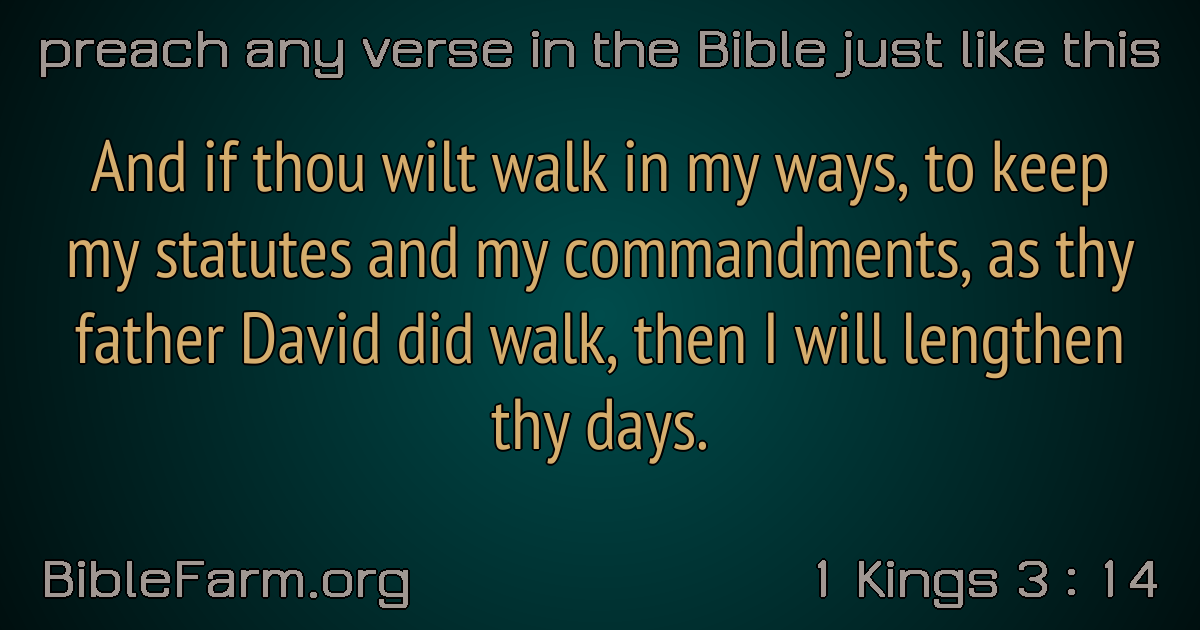 preach any verse in the Bible just like this
And if thou wilt walk in my ways, to keep
my statutes and my commandments, as thy
father David did walk, then I will lengthen
thy days.
BibleFarm.org
1 Kings 3 : 14